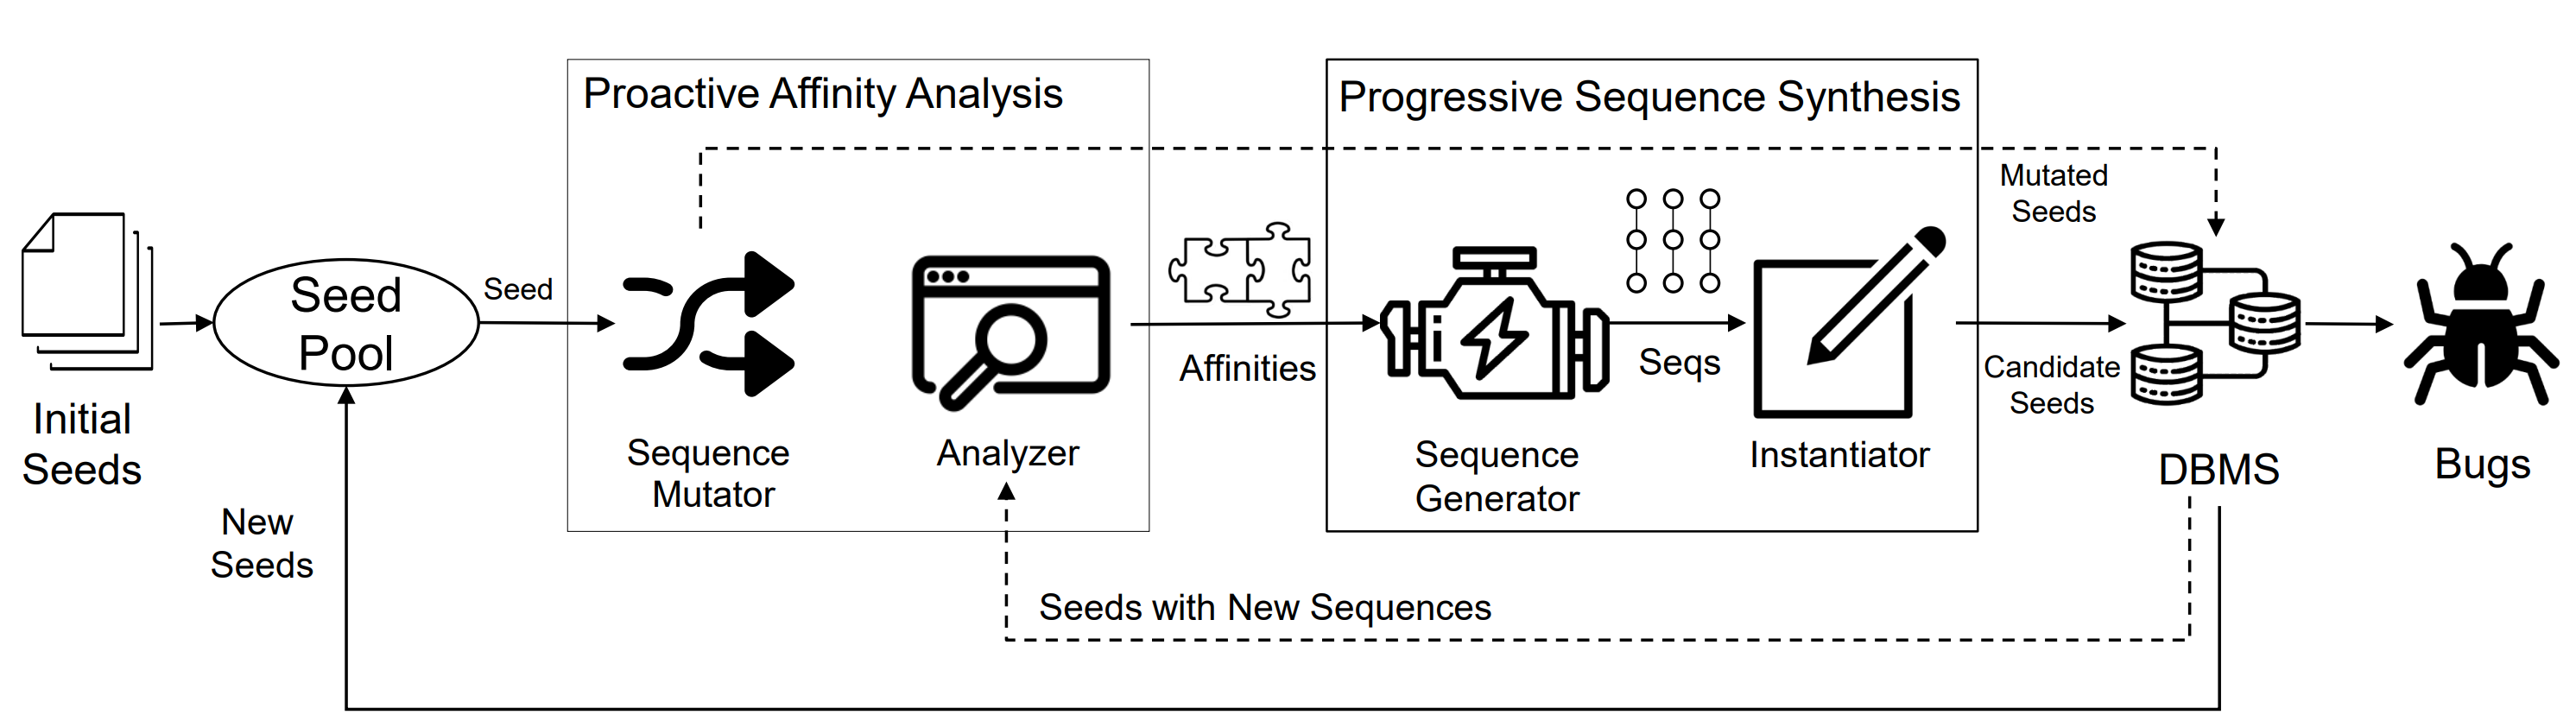 Proactive Affinity Analysis
Progressive Sequence Synthesis
Initial
Seeds
Seed
Pool
Seed
Sequence
Mutator
Analyzer
Affinities
Sequence
Generator
Seqs
Instantiator
Mutated
Seeds
Candidate
Seeds
DBMS
Bugs
New
Seeds
Seeds with New Sequences